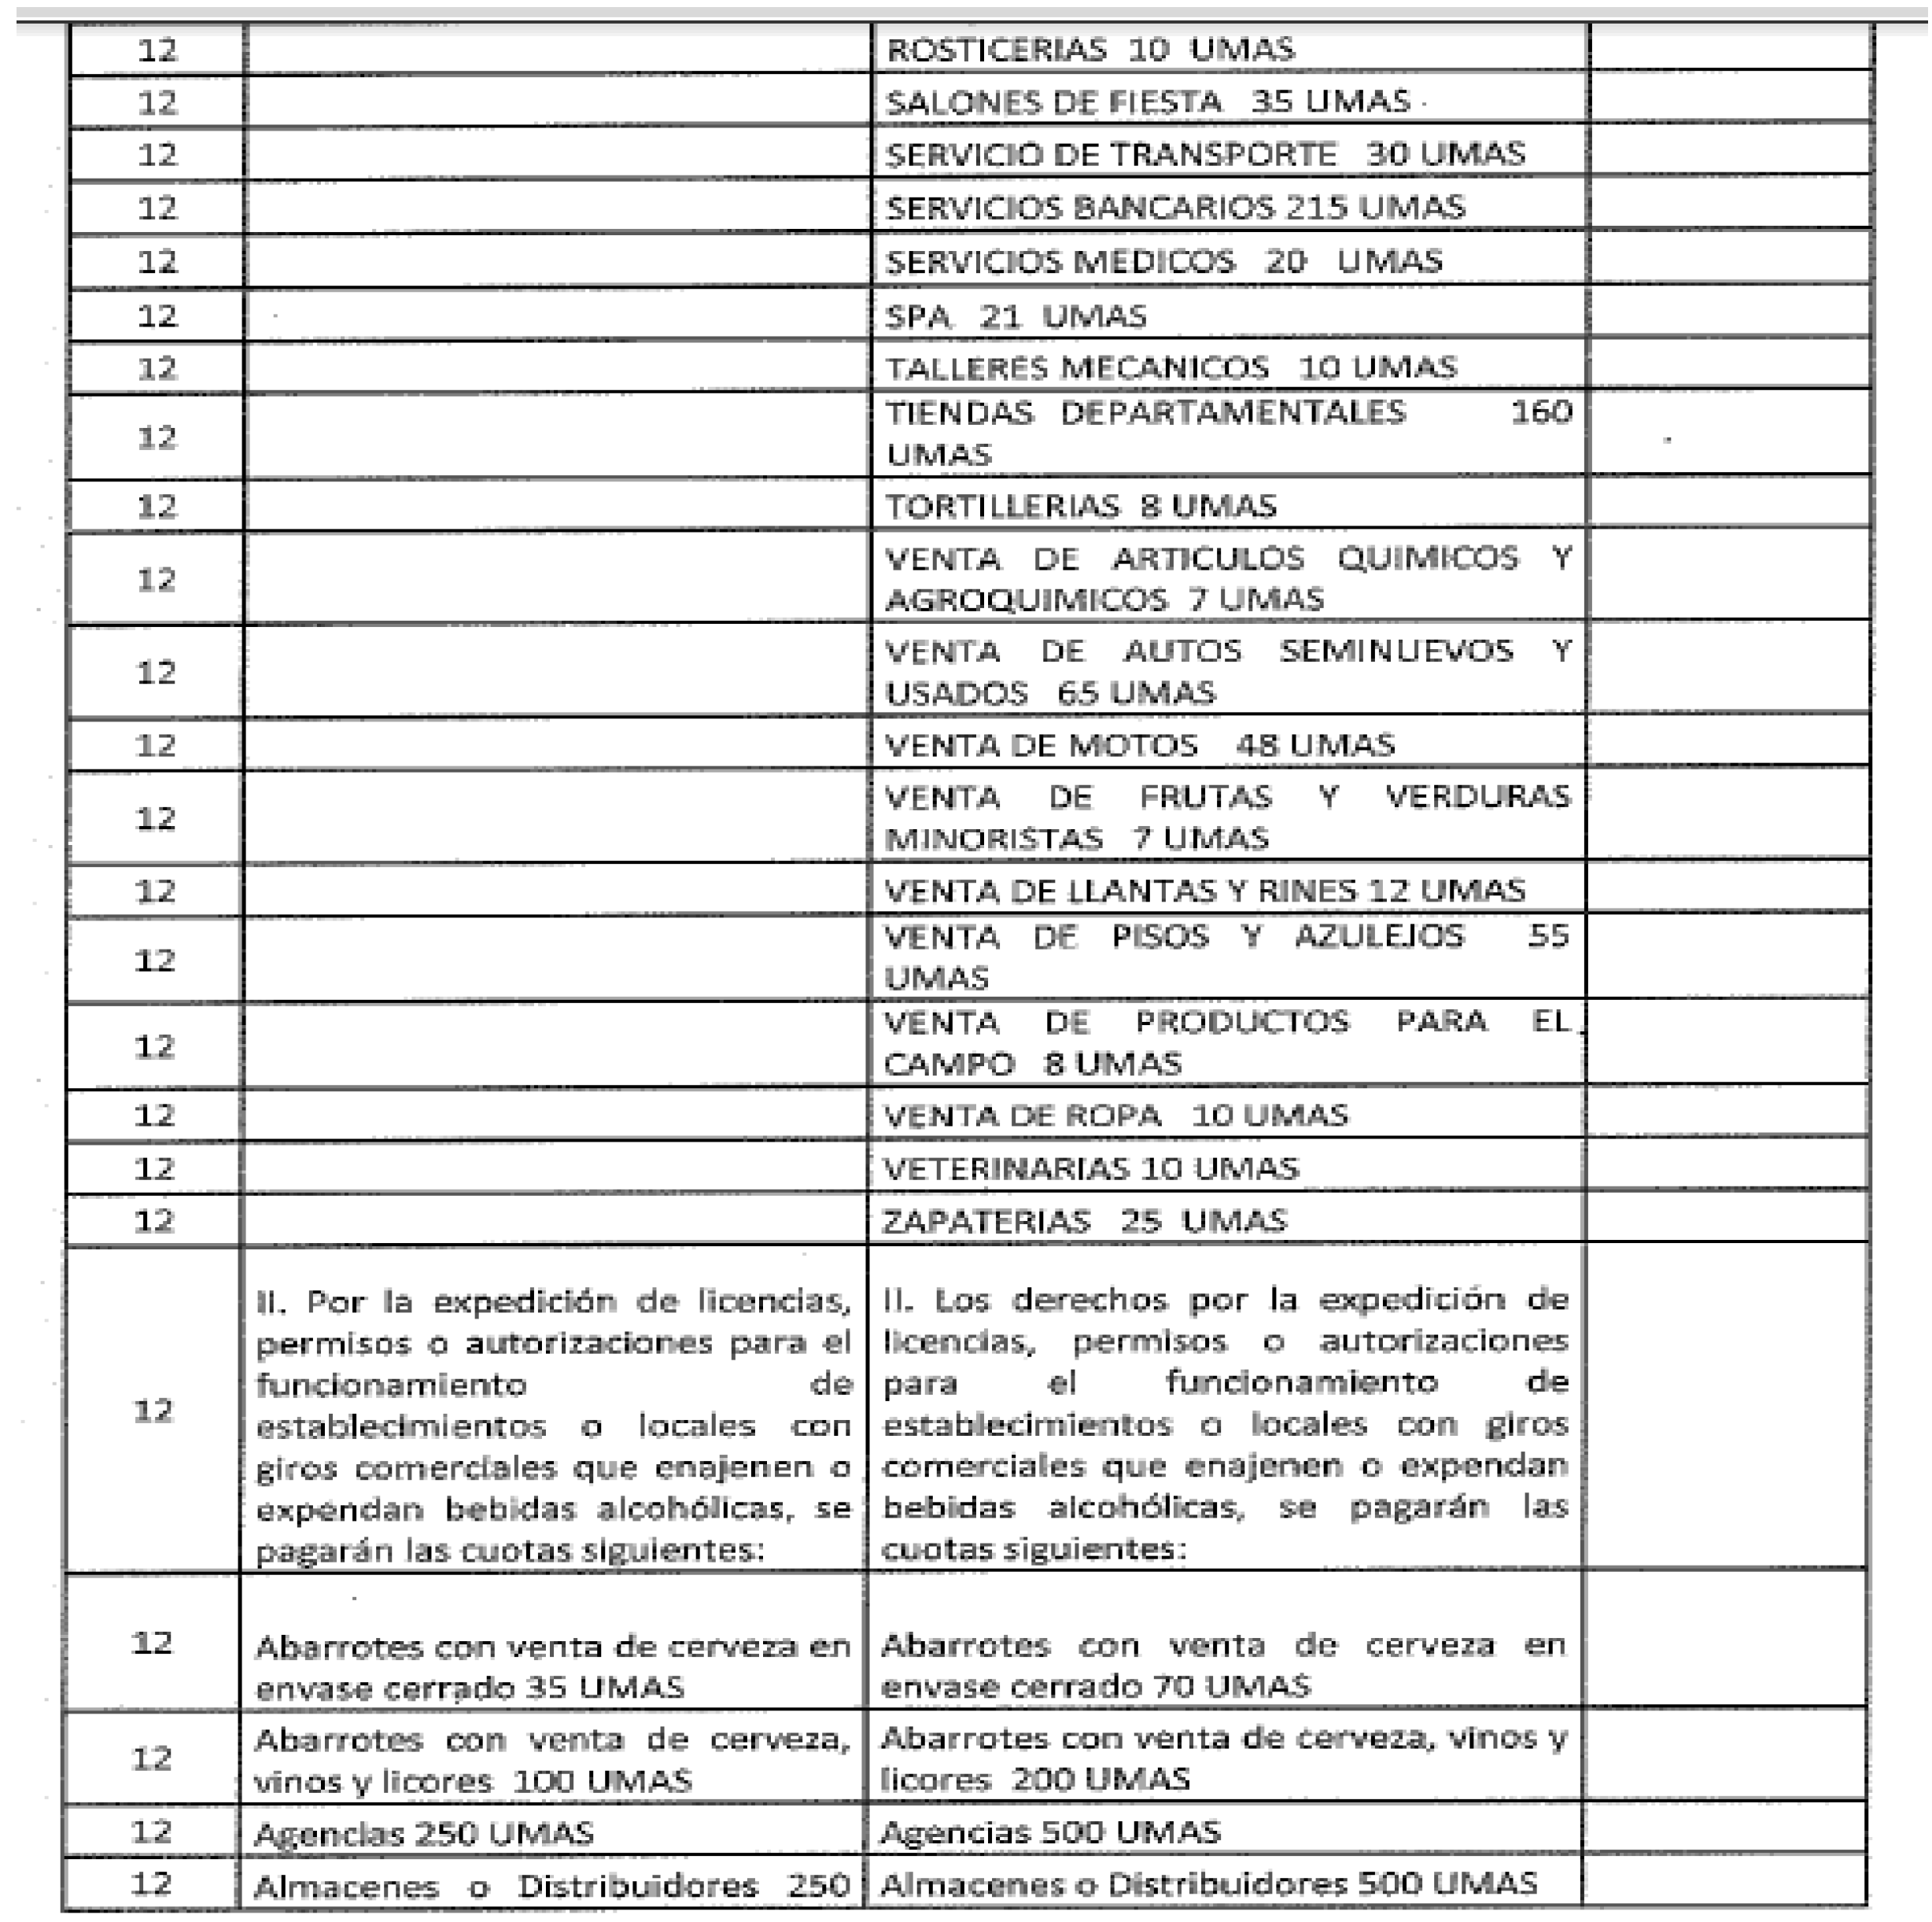 12 ROSTICERIAS 10 UMAS
12 SALONES DE FIESTA 35 UMAS
12 SERVICIO DE TRANSPORTE 30 UMAS
12 SERVICIOS BANCARIOS 215 UMAS
12 SERVICIOS MEDICOS 20 UMAS
12 SPA 21 UMAS
12 TALLERES MECANICOS 10 UMAS
12 TIENDAS DEPARTAMENTALES 160
UMAS
12 TORTILLERIAS 8 UMAS
12 VENTA DE ARTICULOS QUIMICOS Y
AGROQUIMICOS 7 UMAS
12 VENTA DE AUTOS SEMINUEVOS Y
USADOS 65 UMAS
12 VENTA DE MOTOS 48 UMAS
12 VENTA DE FRUTAS Y VERDURAS
MINORISTAS 7 UMAS
12 VENTA DE LLANTAS Y RINES 12 UMAS
12 VENTA DE PISOS Y AZULEJOS 55
UMAS
12 VENTA DE PRODUCTOS PARA EL
CAMPO 8 UMAS
12 VENTA DE ROPA 10 UMAS
12 VETERINARIAS 10 UMAS
12 ZAPATERIAS 25 UMAS
12
II. Por la expedición de licencias,
permisos o autorizaciones para el
funcionamiento de
establecimientos o locales con
giros comerciales que enajenen o
expendan bebidas alcohólicas, se
pagarán las cuotas siguientes:
II. Los derechos por la expedición de
licencias, permisos o autorizaciones
para el funcionamiento de
establecimientos o locales con giros
comerciales que enajenen o expendan
bebidas alcohólicas, se pagarán las
cuotas siguientes:
12
Abarrotes con venta de cerveza en
envase cerrado 35 UMAS
Abarrotes con venta de cerveza en
envase cerrado 70 UMAS
12
Abarrotes con venta de cerveza,
vinos y licores 100 UMAS
Abarrotes con venta de cerveza, vinos y
licores 200 UMAS
12 Agencias 250 UMAS Agencias 500 UMAS
12 Almacenes o Distribuidores 250 Almacenes o Distribuidores 500 UMAS